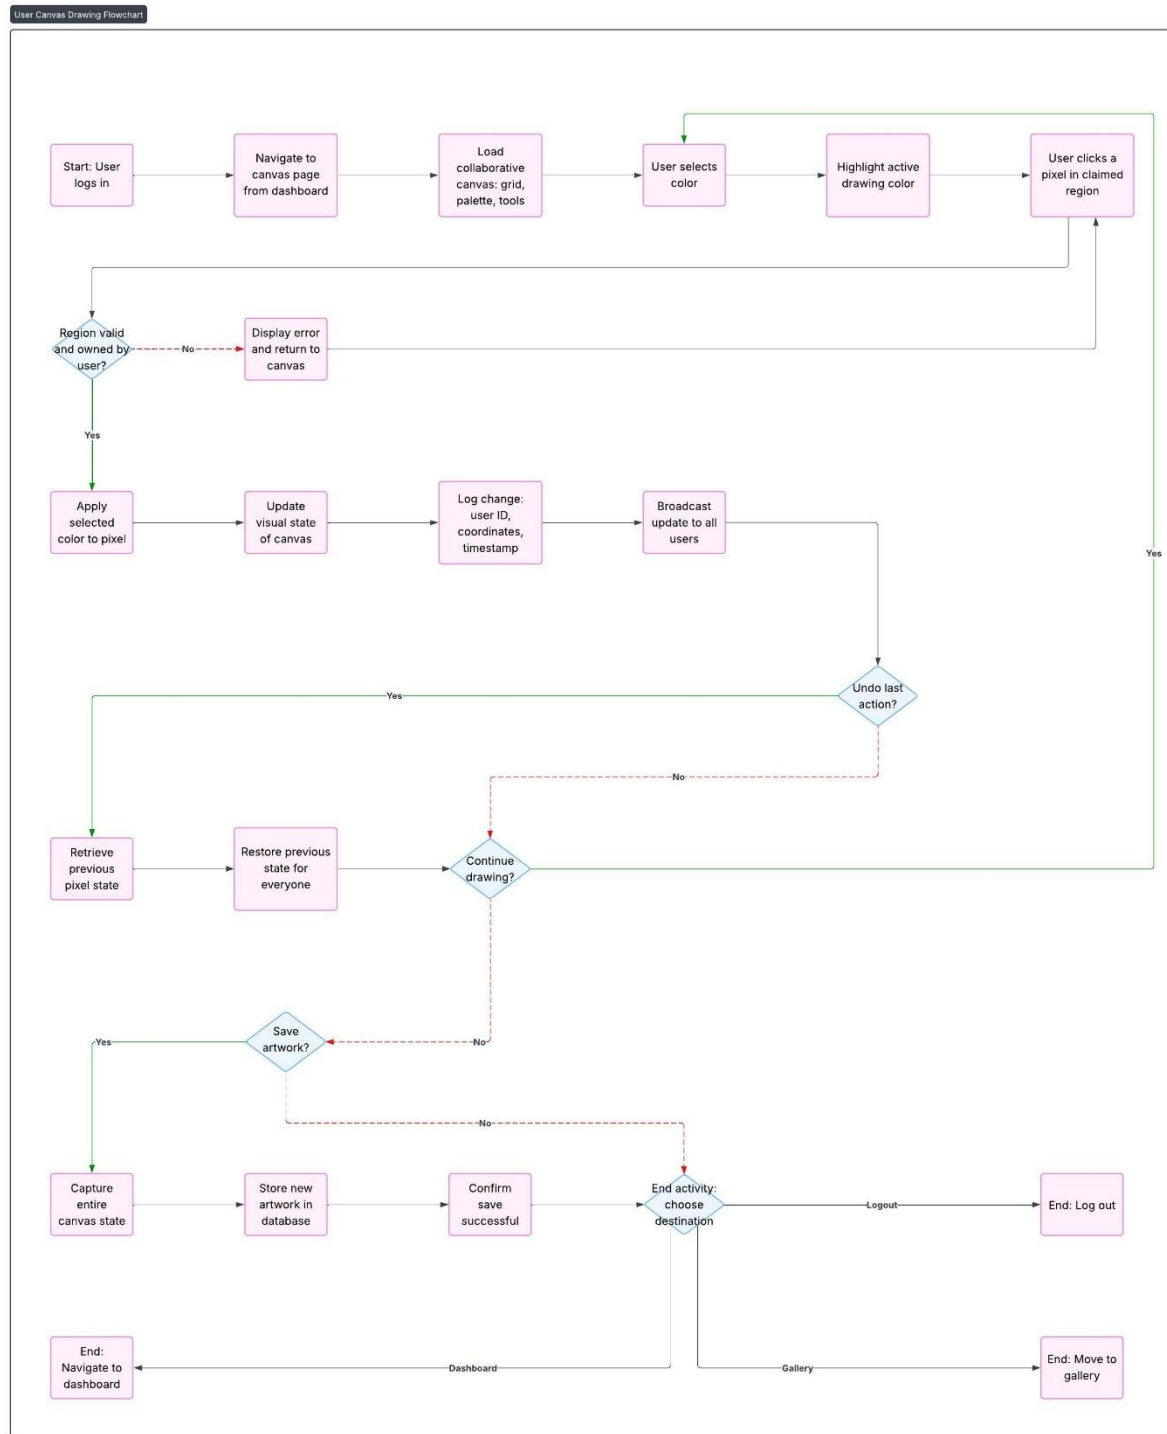 User Canvas Drawing Flowchart
Start: User
logs in
Navigate to
canvas page
from dashboard
Load
collaborative
canvas: grid,
palette, tools
User selects
color
Highlight active
drawing color
User clicks a
pixel in claimed
region
Region valid
and owned by
user?
No
Display error
and return to
canvas
Yes
Yes
Apply
selected
color to pixel
Update
visual state
of canvas
Log change:
user ID,
coordinates,
timestamp
Broadcast
update to all
users
Undo last
action?
Yes
No
Retrieve
previous
pixel state
Restore previous
state for
everyone
Continue
drawing?
Save
artwork?
Yes
No
No
Capture
entire
canvas state
Store new
artwork in
database
Confirm
save
successful
End activity:
choose
destination
Logout
End: Log out
End:
Navigate to
dashboard
Dashboard
Gallery
End: Move to
gallery